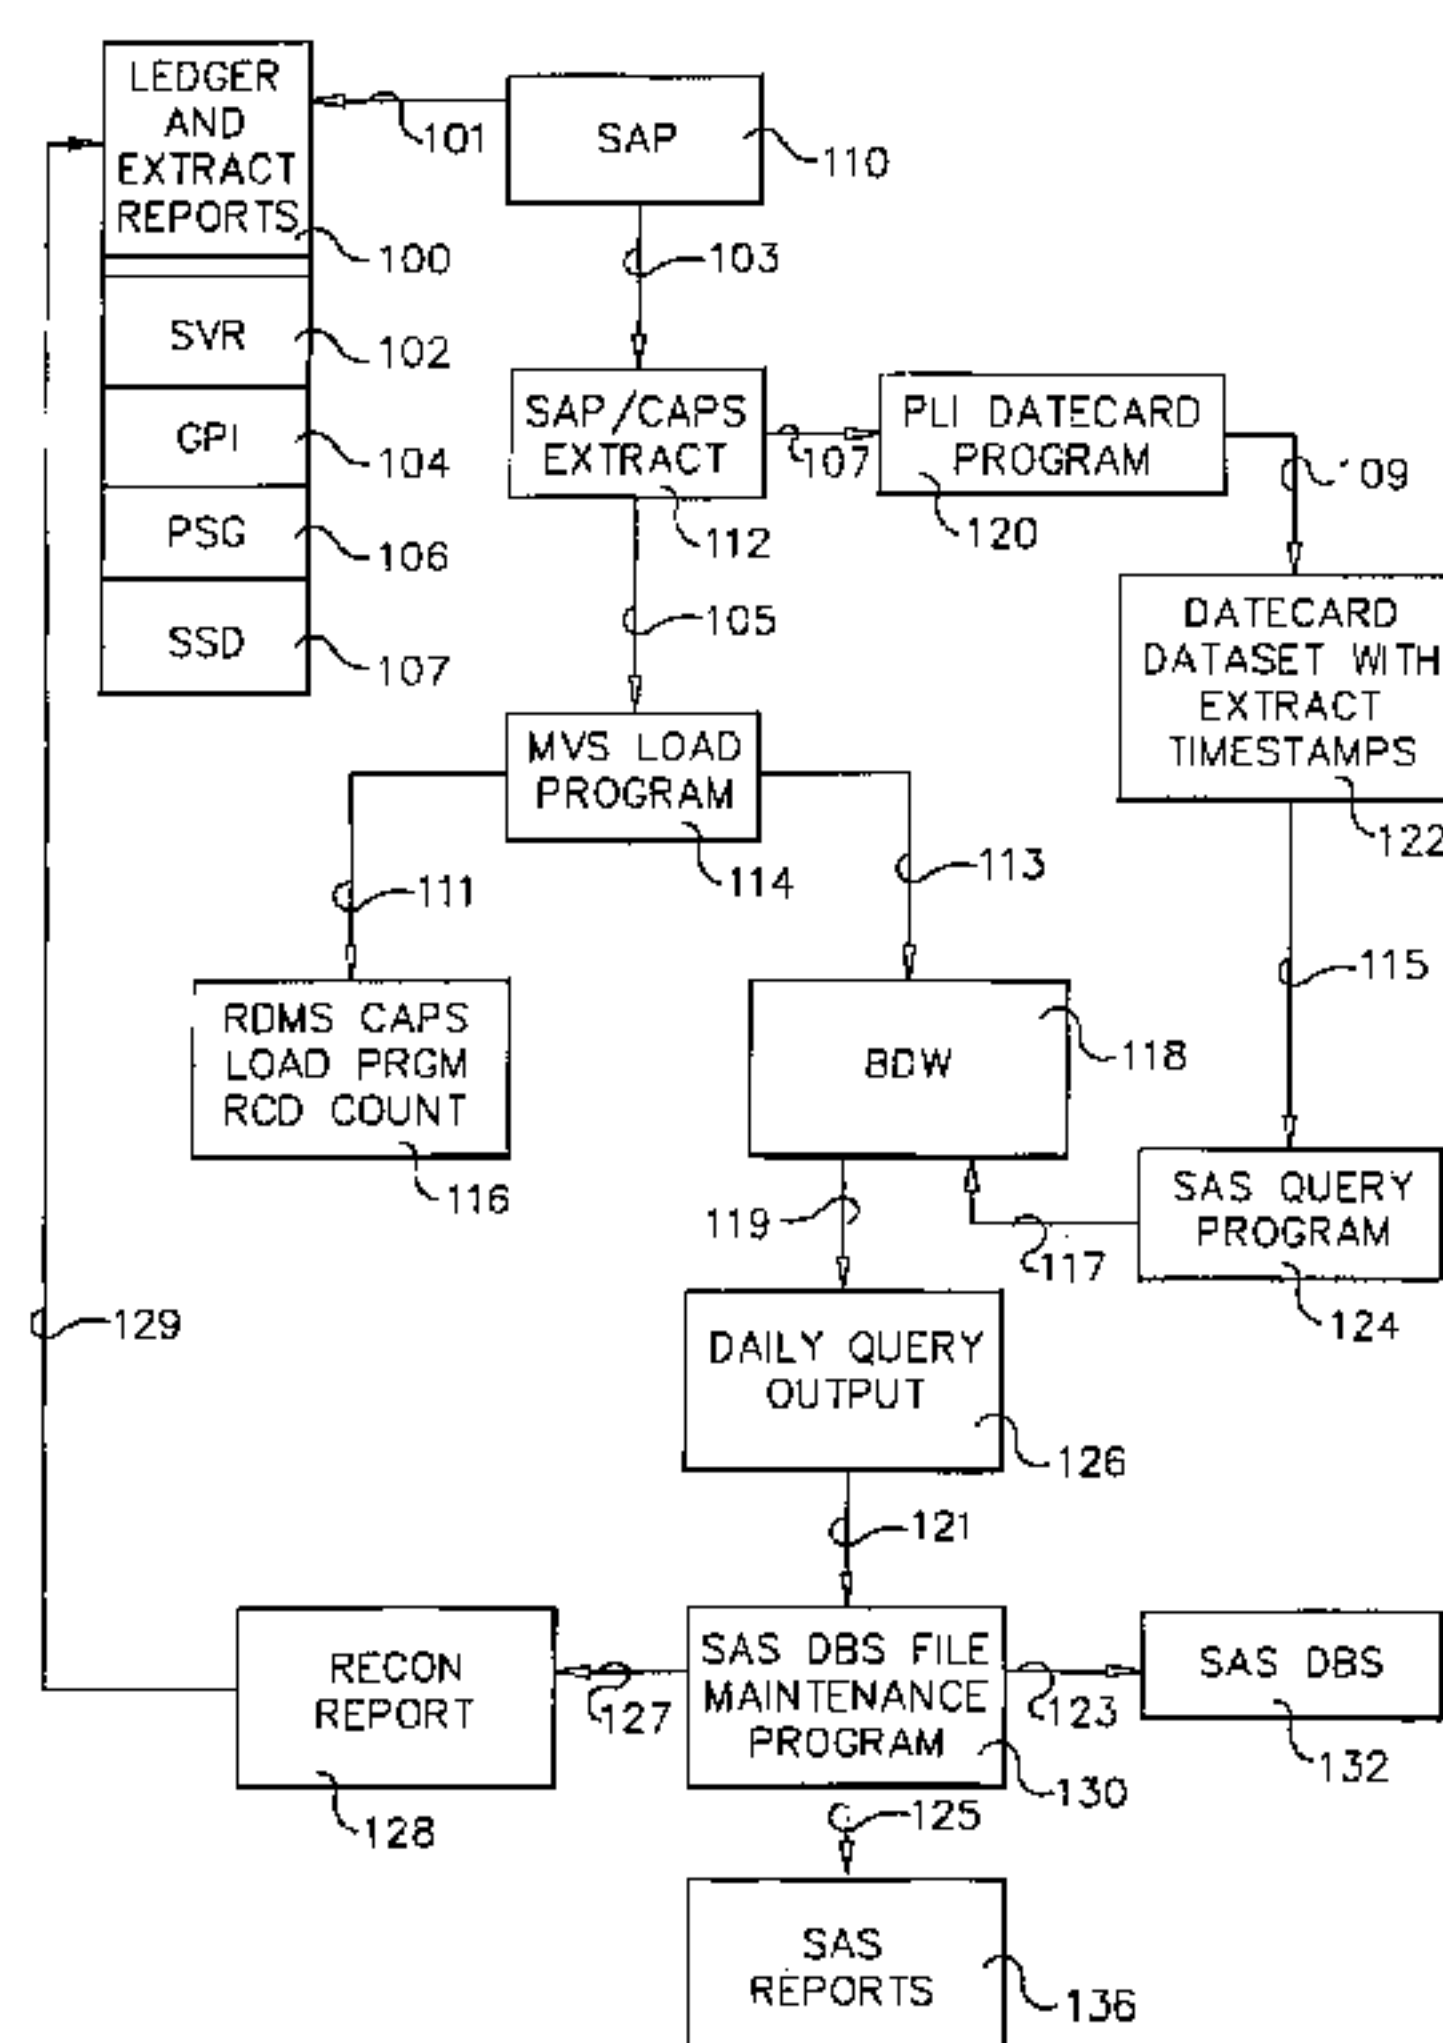 LEDGER
AND
EXTRACT
REPORTS
100
101
SAP
110
103
SVR
102
GPI
104
PSG
106
SSD
107
SAP/CAPS
EXTRACT
112
107
PLI DATECARD
PROGRAM
120
109
105
DATECARD
DATASET WITH
EXTRACT
TIMESTAMPS
122
MVS LOAD
PROGRAM
114
111
113
115
RDMS CAPS
LOAD PRGM
RCD COUNT
116
BDW
118
SAS QUERY
PROGRAM
124
117
119
129
DAILY QUERY
OUTPUT
126
121
RECON
REPORT
128
127
SAS DBS FILE
MAINTENANCE
PROGRAM
130
123
SAS DBS
132
125
SAS
REPORTS
136